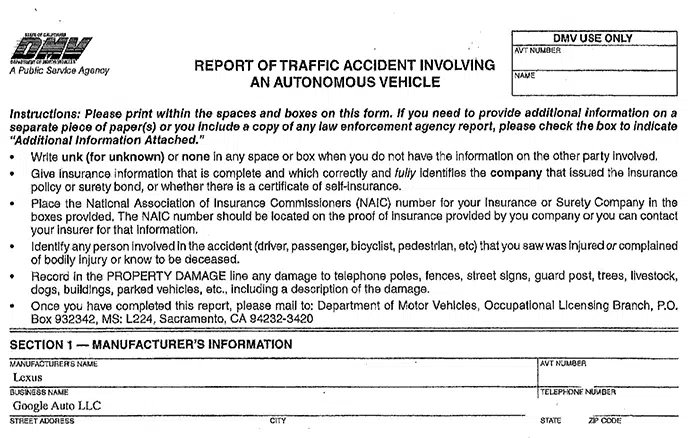 STATE OF CALIFORNIA
DMV
DEPARTMENT OF MOTOR VEHICLES
A Public Service Agency
REPORT OF TRAFFIC ACCIDENT INVOLVING
AN AUTONOMOUS VEHICLE
DMV USE ONLY
AVT NUMBER
NAME
Instructions: Please print within the spaces and boxes on this form. If you need to provide additional information on a
separate piece of paper(s) or you include a copy of any law enforcement agency report, please check the box to indicate
"Additional Information Attached."
• Write unk (for unknown) or none in any space or box when you do not have the information on the other party involved.
• Give insurance information that is complete and which correctly and fully identifies the company that issued the insurance
policy or surety bond, or whether there is a certificate of self-insurance.
• Place the National Association of Insurance Commissioners (NAIC) number for your Insurance or Surety Company in the
boxes provided. The NAIC number should be located on the proof of insurance provided by you company or you can contact
your insurer for that information.
• Identify any person involved in the accident (driver, passenger, bicyclist, pedestrian, etc) that you saw was injured or complained
of bodily injury or know to be deceased.
• Record in the PROPERTY DAMAGE line any damage to telephone poles, fences, street signs, guard post, trees, livestock,
dogs, buildings, parked vehicles, etc., including a description of the damage.
• Once you have completed this report, please mail to: Department of Motor Vehicles, Occupational Licensing Branch, P.O.
Box 932342, MS: L224, Sacramento, CA 94232-3420
SECTION 1 — MANUFACTURER'S INFORMATION
MANUFACTURER'S NAME
AVT NUMBER
Lexus
BUSINESS NAME
TELEPHONE NUMBER
Google Auto LLC
STREET ADDRESS CITY STATE ZIP CODE